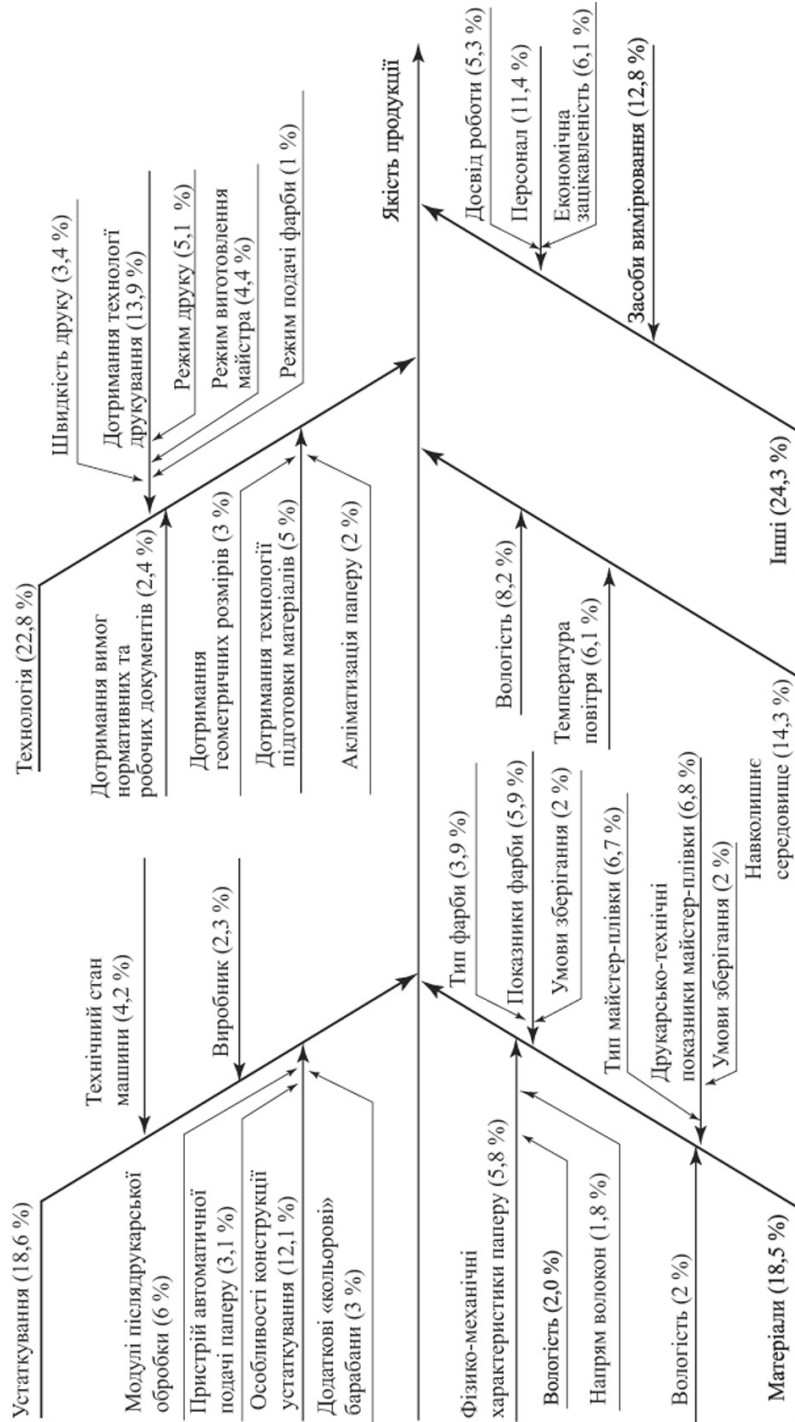 Устаткування (18,6 %)
Технічний стан
машини (4,2 %)
Модулі післядрукарської
обробки (6 %)
Виробник (2,3 %)
Пристрій автоматичної
подачі паперу (3,1 %)
Особливості конструкції
устаткування (12,1 %)
Додаткові «кольорові»
барабани (3 %)
Технологія (22,8 %)
Швидкість друку (3,4 %)
Дотримання технологі
друкування (13,9 %)
Режим друку (5,1 %)
Режим виготовлення
майстра (4,4 %)
Режим подачі фарби (1 %)
Дотримання вимог
нормативних та
робочих документів (2,4 %)
Дотримання
геометричних розмірів (3 %)
Дотримання технології
підготовки матеріалів (5 %)
Акліматизація паперу (2 %)
Якість продукції
Фізико-механічні
характеристики паперу (5,8 %)
Вологість (2,0 %)
Напрям волокон (1,8 %)
Вологість (2 %)
Матеріали (18,5 %)
Тип фарби (3,9 %)
Показники фарби (5,9 %)
Умови зберігання (2 %)
Тип майстер-плівки (6,7 %)
Друкарсько-технічні
показники майстер-плівки (6,8 %)
Умови зберігання (2 %)
Вологість (8,2 %)
Температура
повітря (6,1 %)
Навколишнє
середовище (14,3 %)
Досвід роботи (5,3 %)
Персонал (11,4 %)
Економічна
зацікавленість (6,1 %)
Засоби вимірювання (12,8 %)
Інші (24,3 %)